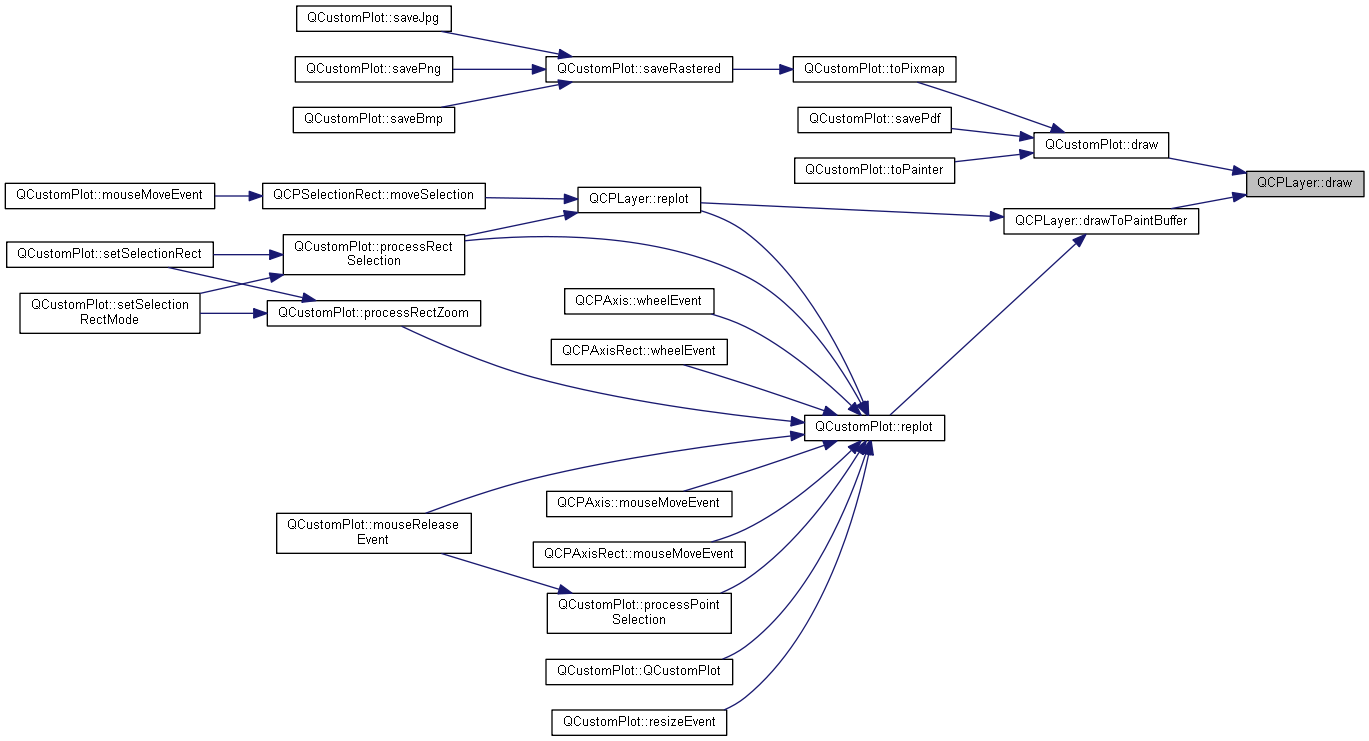 QCustomPlot::saveJpg
QCustomPlot::savePng
QCustomPlot::saveRastered
QCustomPlot::toPixmap
QCustomPlot::saveBmp
QCustomPlot::savePdf
QCustomPlot::draw
QCustomPlot::toPainter
QCPLayer::draw
QCustomPlot::mouseMoveEvent
QCPSelectionRect::moveSelection
QCPLayer::replot
QCPLayer::drawToPaintBuffer
QCustomPlot::setSelectionRect
QCustomPlot::processRect
Selection
QCustomPlot::setSelection
RectMode
QCustomPlot::processRectZoom
QCPAxis::wheelEvent
QCPAxisRect::wheelEvent
QCustomPlot::replot
QCPAxis::mouseMoveEvent
QCustomPlot::mouseRelease
Event
QCPAxisRect::mouseMoveEvent
QCustomPlot::processPoint
Selection
QCustomPlot::QCustomPlot
QCustomPlot::resizeEvent